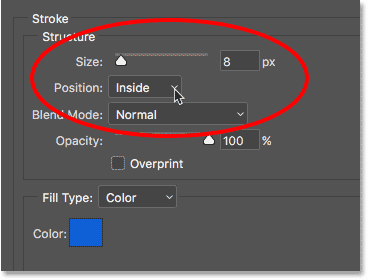 Stroke
Structure
Size: 8 px
Position: Inside
Blend Mode: Normal
Opacity: 100 %
Overprint
Fill Type: Color
Color: